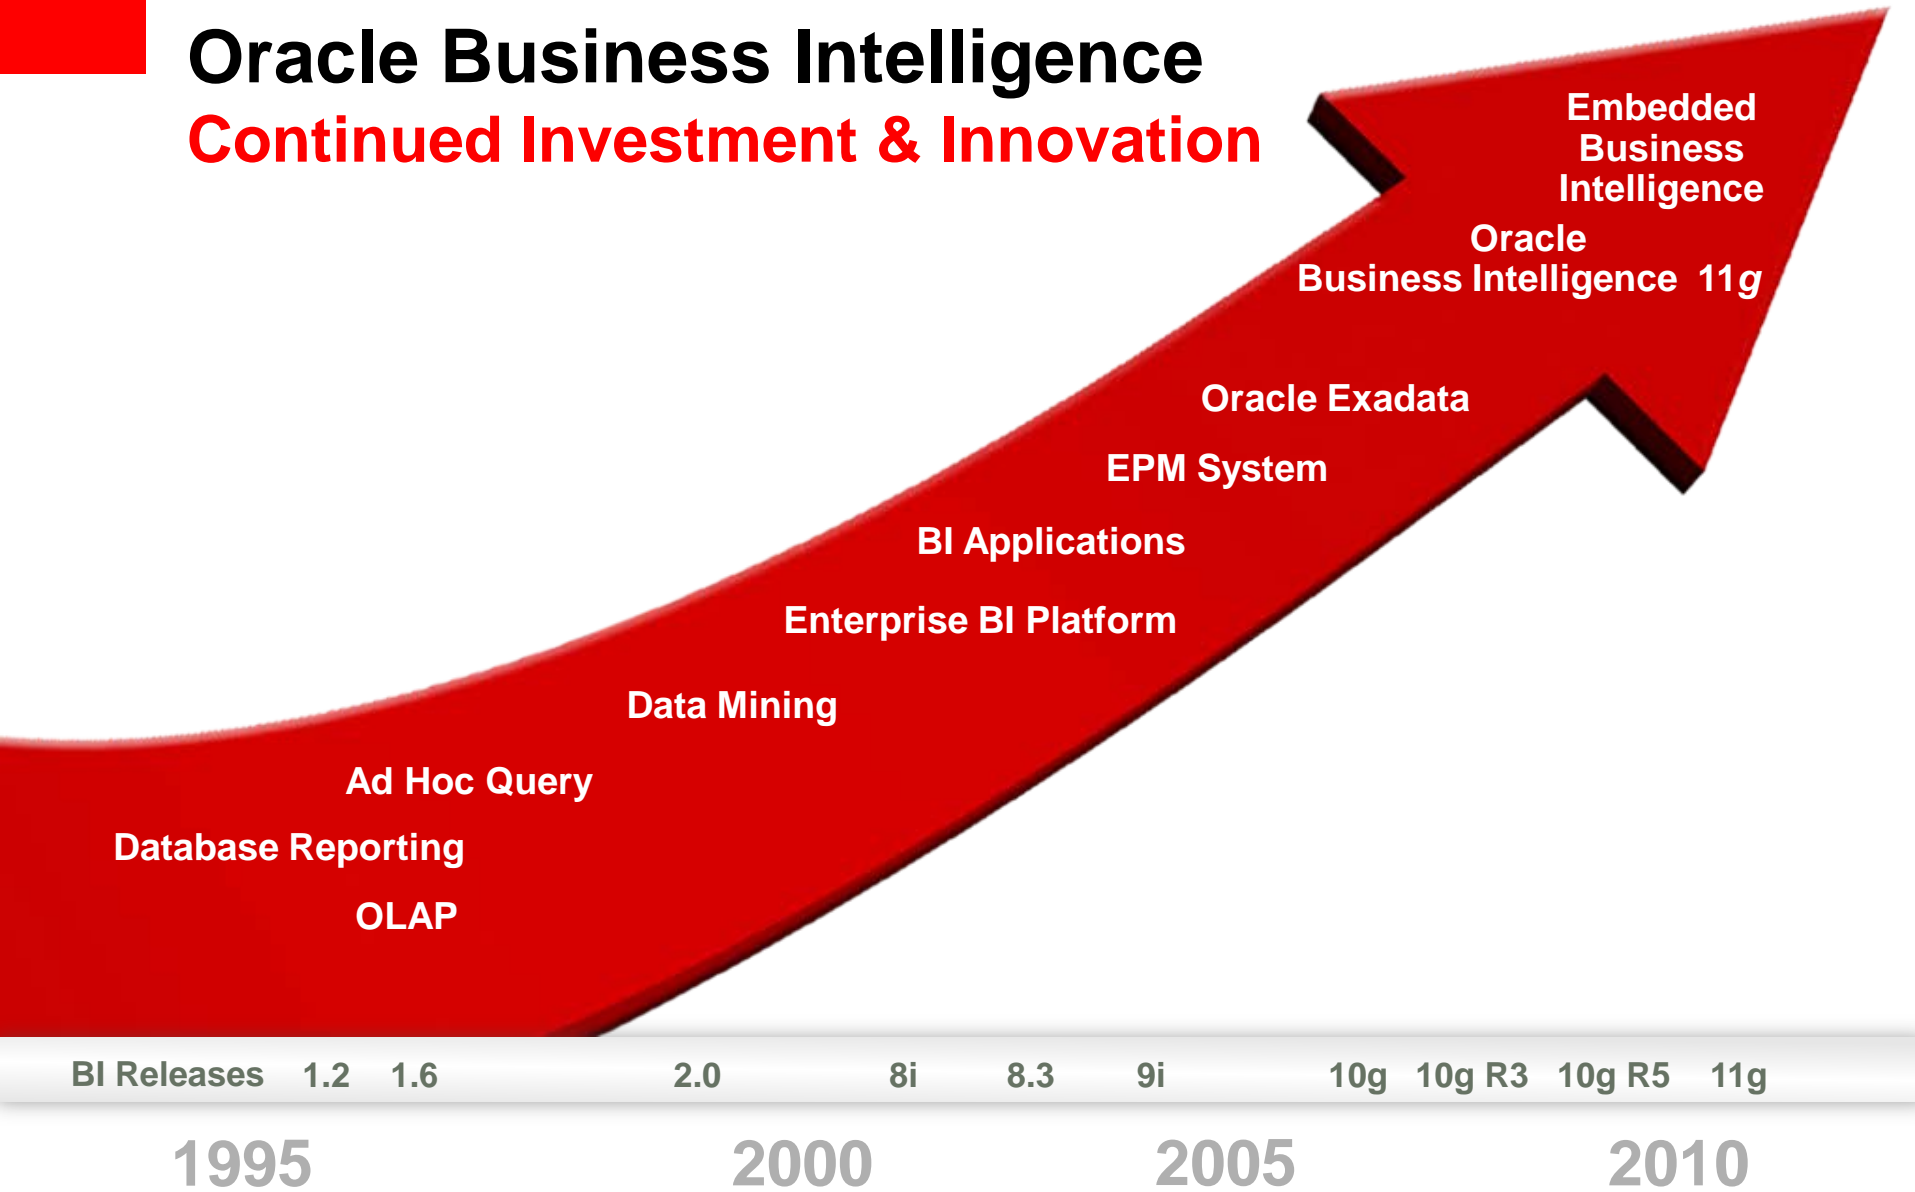 Oracle Business Intelligence
Continued Investment & Innovation
Embedded
Business
Intelligence
Oracle
Business Intelligence 11g
Oracle Exadata
EPM System
BI Applications
Enterprise BI Platform
Data Mining
Ad Hoc Query
Database Reporting
OLAP
BI Releases 1.2 1.6 2.0 8i 8.3 9i 10g 10g R3 10g R5 11g
1995 2000 2005 2010